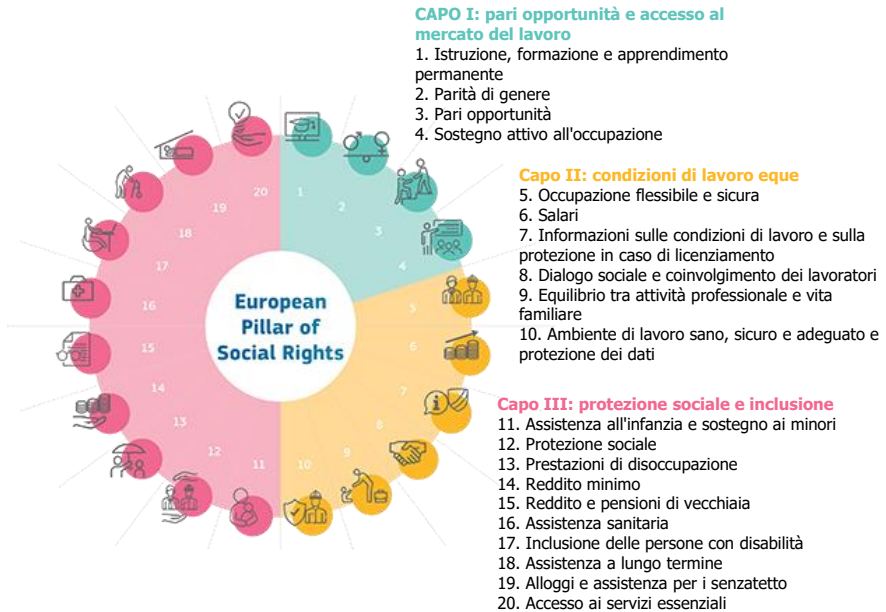 CAPO I: pari opportunità e accesso al
mercato del lavoro
1. Istruzione, formazione e apprendimento
permanente
2. Parità di genere
3. Pari opportunità
4. Sostegno attivo all'occupazione
Capo II: condizioni di lavoro eque
5. Occupazione flessibile e sicura
6. Salari
7. Informazioni sulle condizioni di lavoro e sulla
protezione in caso di licenziamento
8. Dialogo sociale e coinvolgimento dei lavoratori
9. Equilibrio tra attività professionale e vita
familiare
10. Ambiente di lavoro sano, sicuro e adeguato e
protezione dei dati
Capo III: protezione sociale e inclusione
11. Assistenza all'infanzia e sostegno ai minori
12. Protezione sociale
13. Prestazioni di disoccupazione
14. Reddito minimo
15. Reddito e pensioni di vecchiaia
16. Assistenza sanitaria
17. Inclusione delle persone con disabilità
18. Assistenza a lungo termine
19. Alloggi e assistenza per i senzatetto
20. Accesso ai servizi essenziali
European
Pillar of
Social Rights
1
2
3
4
5
6
7
8
9
10
11
12
13
14
15
16
17
18
19
20